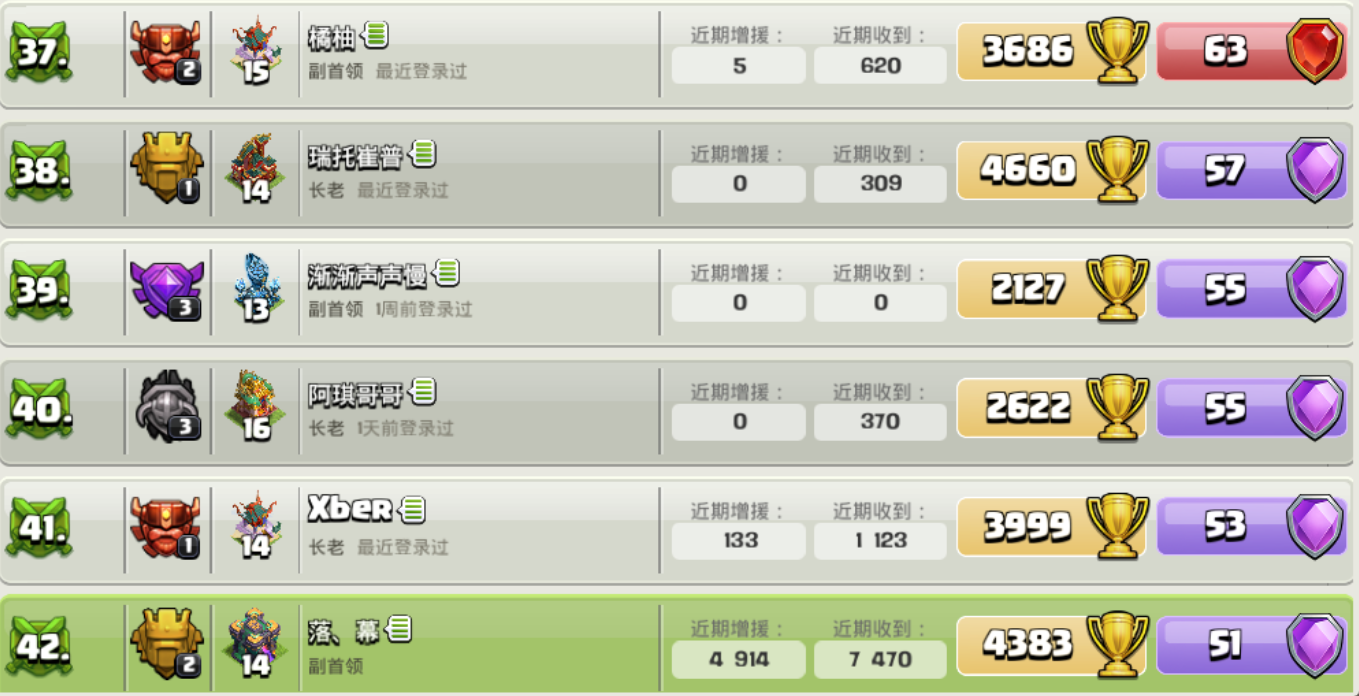 37.
2
15
橘柚
副首领 最近登录过
近期增援： 近期收到：
5 620
3686
63
38.
1
14
瑞托崔普
长老 最近登录过
近期增援： 近期收到：
0 309
4660
57
39.
3
13
渐渐声声慢
副首领 1周前登录过
近期增援： 近期收到：
0 0
2127
55
40.
3
16
阿琪哥哥
长老 1天前登录过
近期增援： 近期收到：
0 370
2622
55
41.
1
14
Xber
长老 最近登录过
近期增援： 近期收到：
133 1 123
3999
53
42.
2
14
落、幕
副首领
近期增援： 近期收到：
4 914 7 470
4383
51